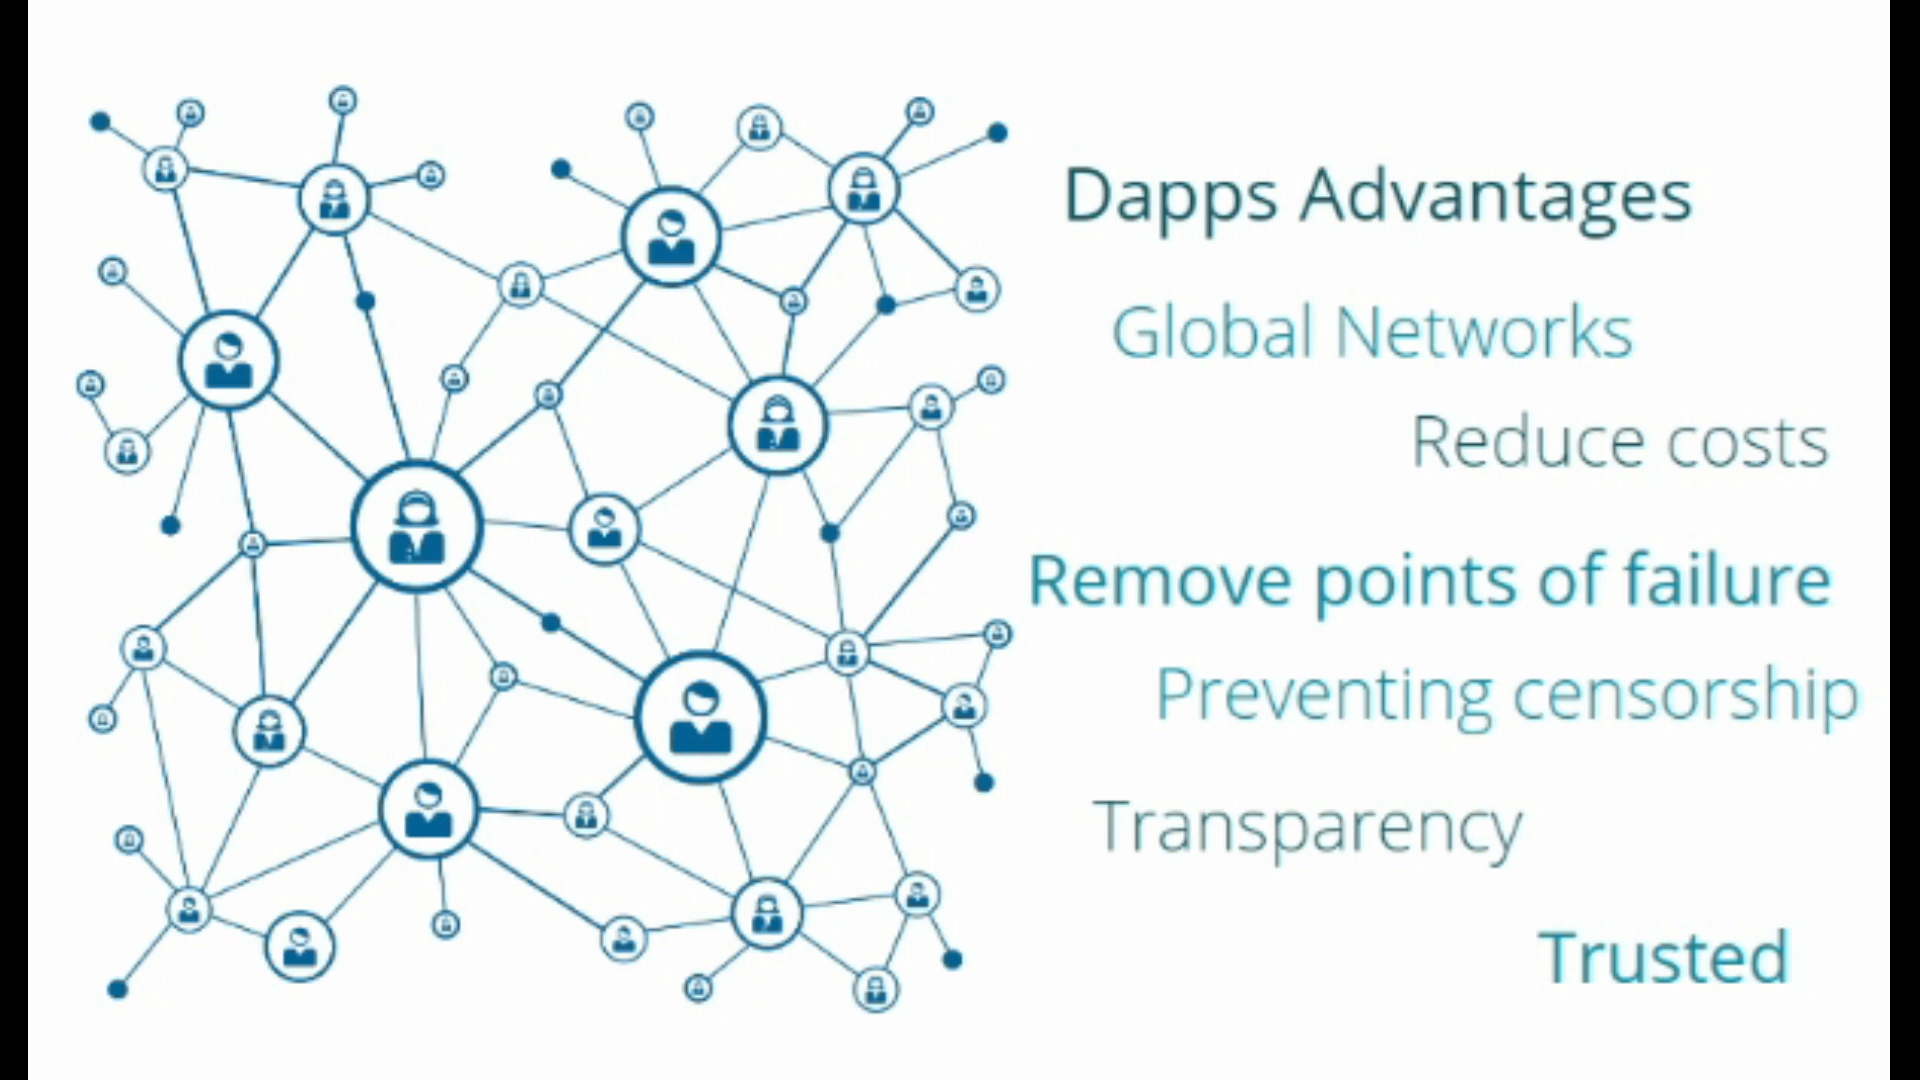 Dapps Advantages
Global Networks
Reduce costs
Remove points of failure
Preventing censorship
Transparency
Trusted